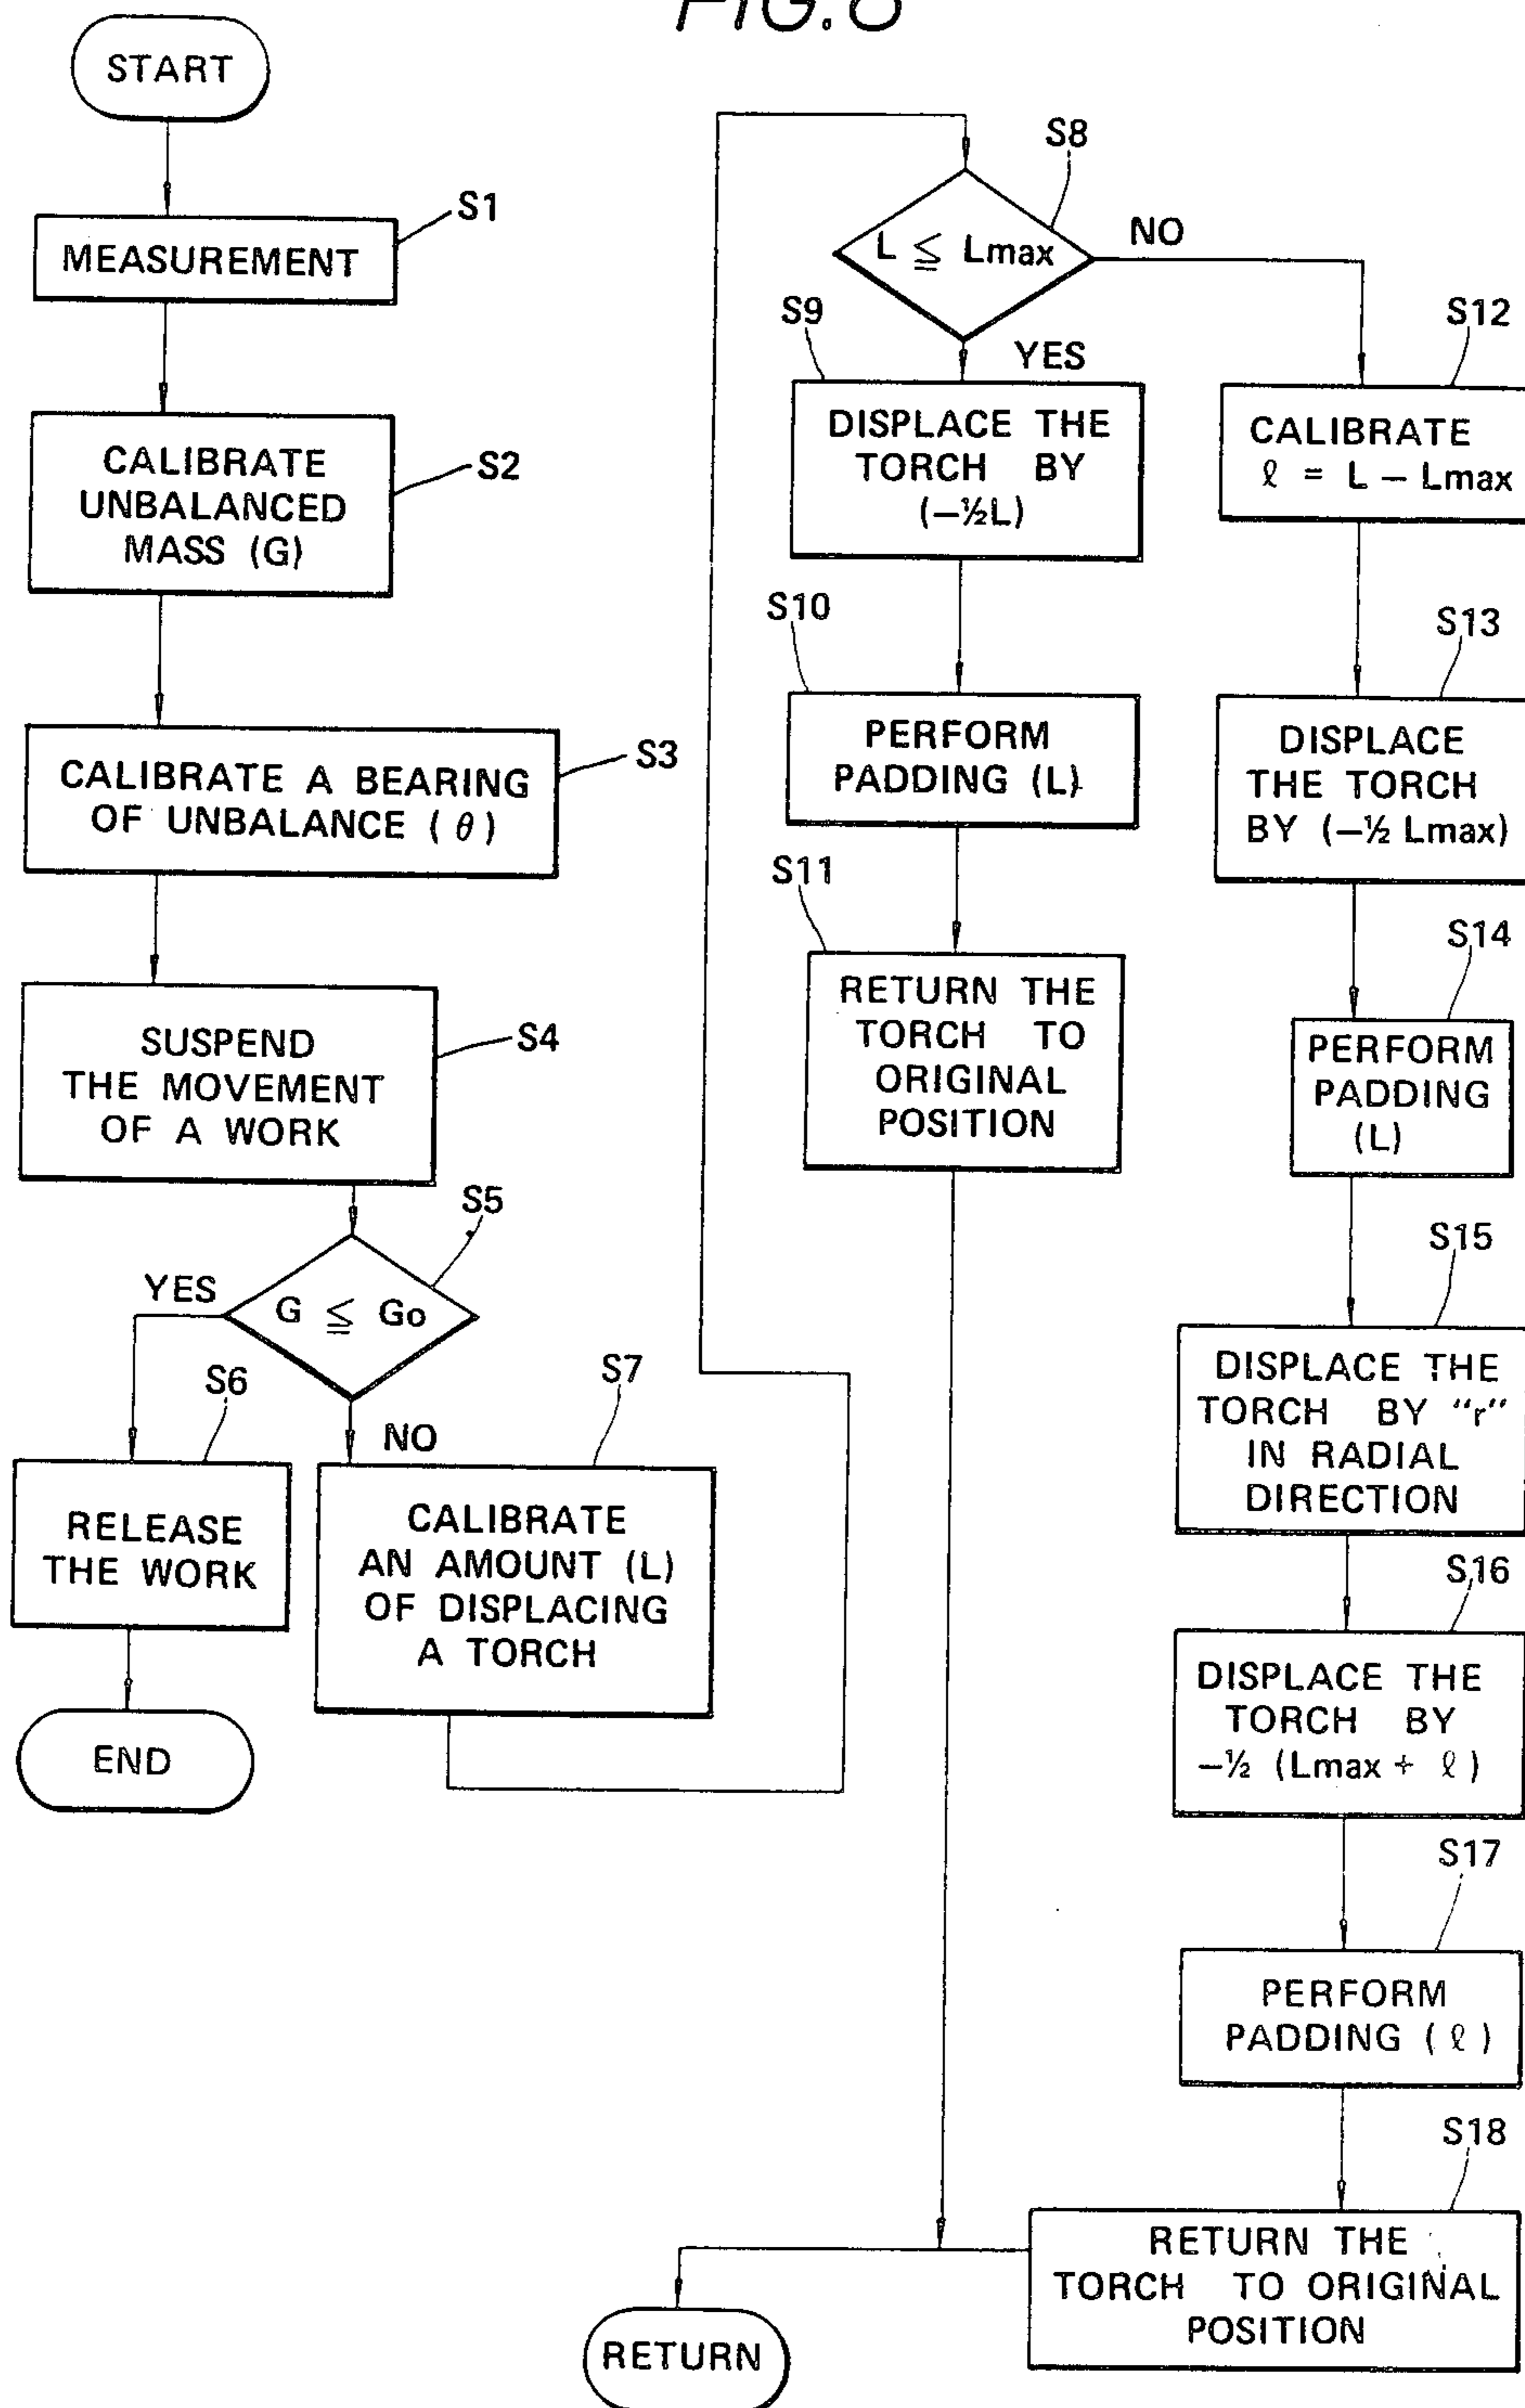 FIG. 6
START
S1
MEASUREMENT
S2
CALIBRATE
UNBALANCED
MASS (G)
S3
CALIBRATE A BEARING
OF UNBALANCE (θ)
S4
SUSPEND
THE MOVEMENT
OF A WORK
S5
YES
G ≦ Go
NO
S6
RELEASE
THE WORK
END
S7
CALIBRATE
AN AMOUNT (L)
OF DISPLACING
A TORCH
S8
L ≦ Lmax
NO
YES
S9
DISPLACE THE
TORCH BY
(−½L)
S10
PERFORM
PADDING (L)
S11
RETURN THE
TORCH TO
ORIGINAL
POSITION
S12
CALIBRATE
ℓ = L − Lmax
S13
DISPLACE
THE TORCH
BY (−½ Lmax)
S14
PERFORM
PADDING
(L)
S15
DISPLACE THE
TORCH BY “r”
IN RADIAL
DIRECTION
S16
DISPLACE THE
TORCH BY
−½ (Lmax + ℓ)
S17
PERFORM
PADDING (ℓ)
S18
RETURN THE
TORCH TO ORIGINAL
POSITION
RETURN